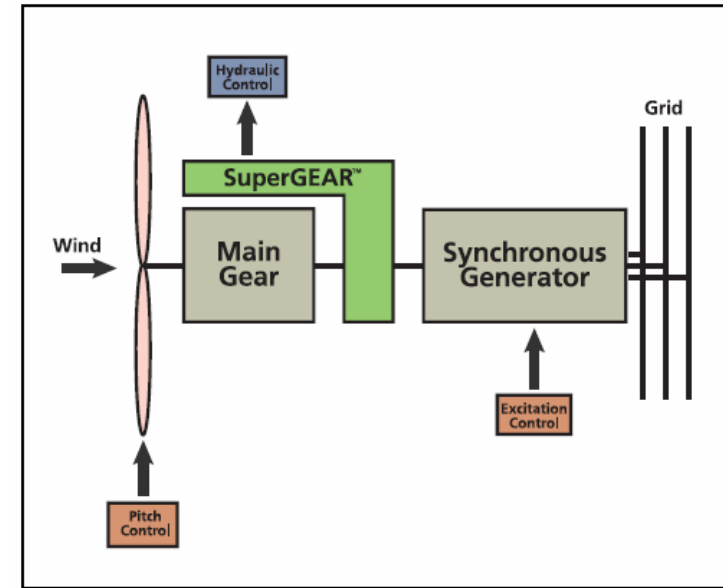 Hydraulic
Control
Grid
SuperGEAR™
Wind
Main
Gear
Synchronous
Generator
Excitation
Control
Pitch
Control